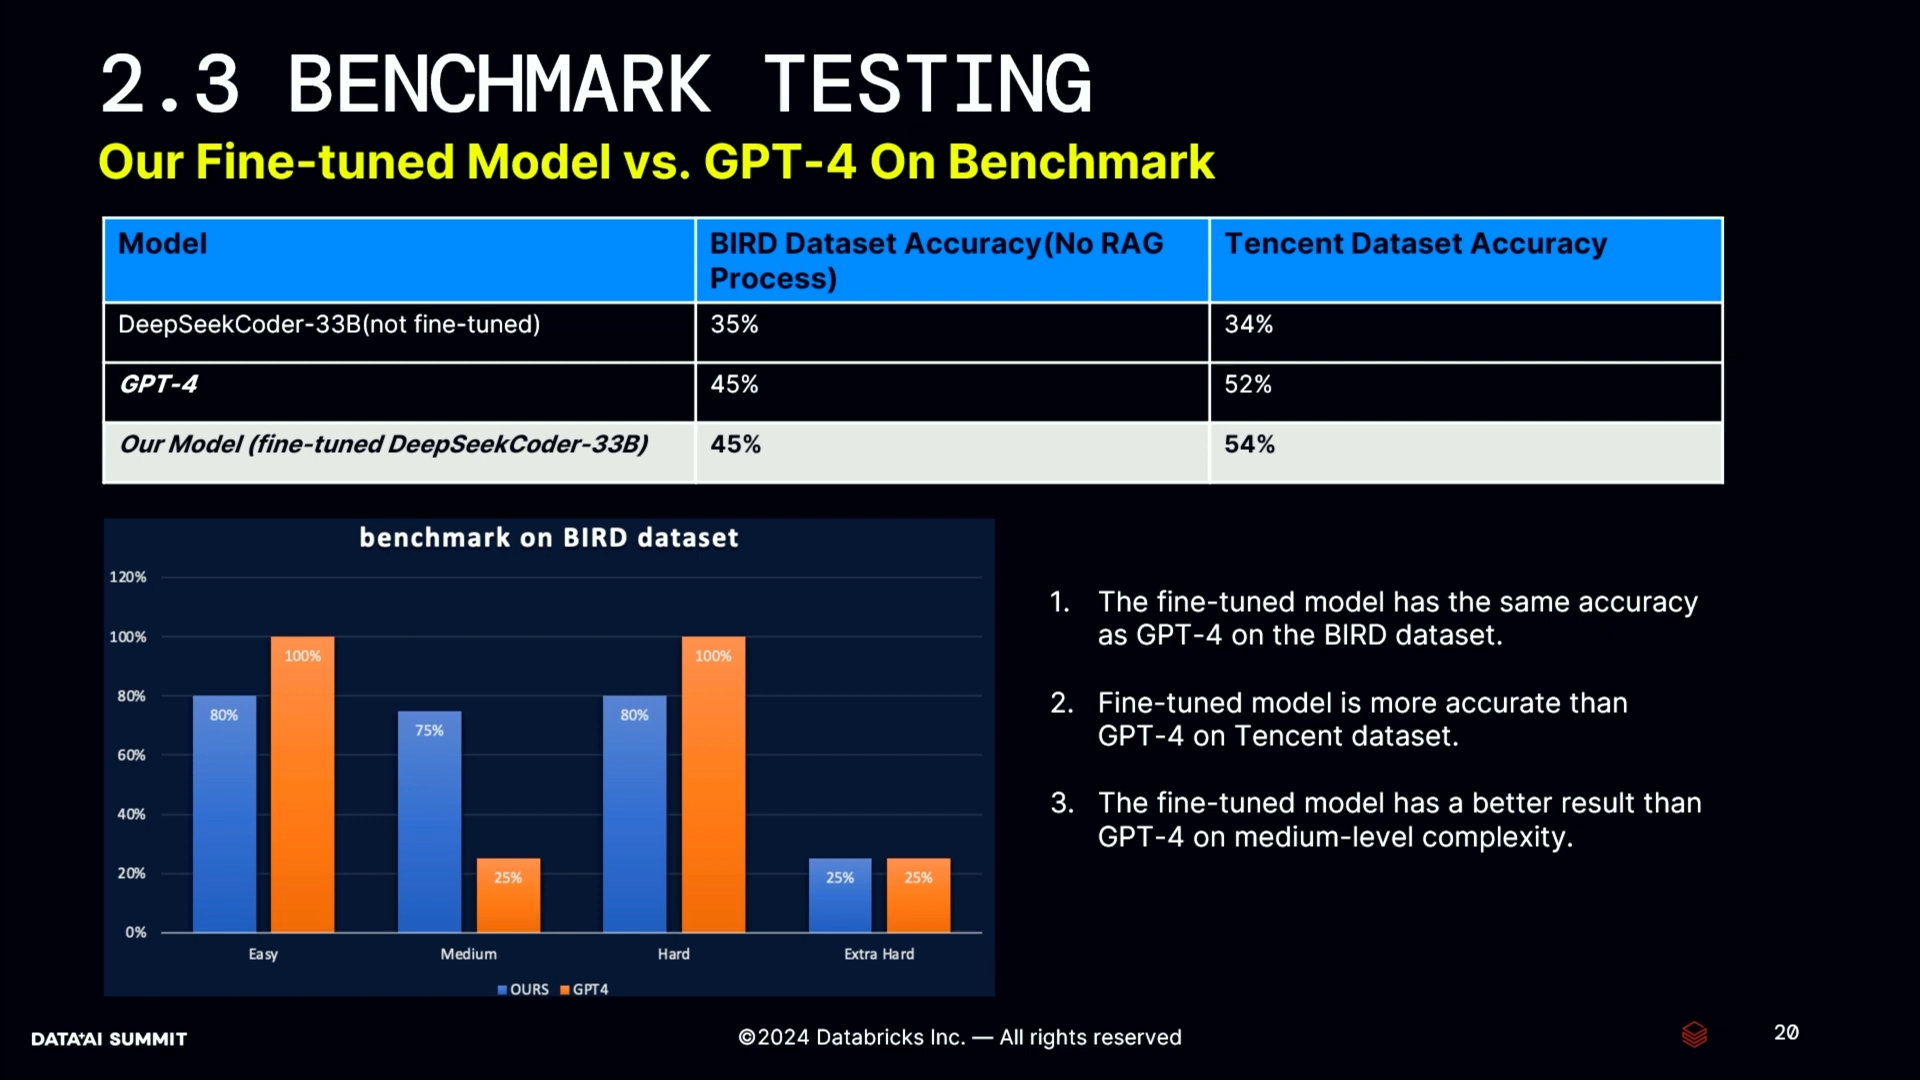 2.3 BENCHMARK TESTING
Our Fine-tuned Model vs. GPT-4 On Benchmark
Model
BIRD Dataset Accuracy(No RAG
Process)
Tencent Dataset Accuracy
DeepSeekCoder-33B(not fine-tuned)
35%
34%
GPT-4
45%
52%
Our Model (fine-tuned DeepSeekCoder-33B)
45%
54%
benchmark on BIRD dataset
120%
100%
80%
60%
40%
20%
0%
80%
100%
75%
25%
80%
100%
25%
25%
Easy
Medium
Hard
Extra Hard
OURS
GPT4
1. The fine-tuned model has the same accuracy
as GPT-4 on the BIRD dataset.
2. Fine-tuned model is more accurate than
GPT-4 on Tencent dataset.
3. The fine-tuned model has a better result than
GPT-4 on medium-level complexity.
DATA+AI SUMMIT
©2024 Databricks Inc. — All rights reserved
20